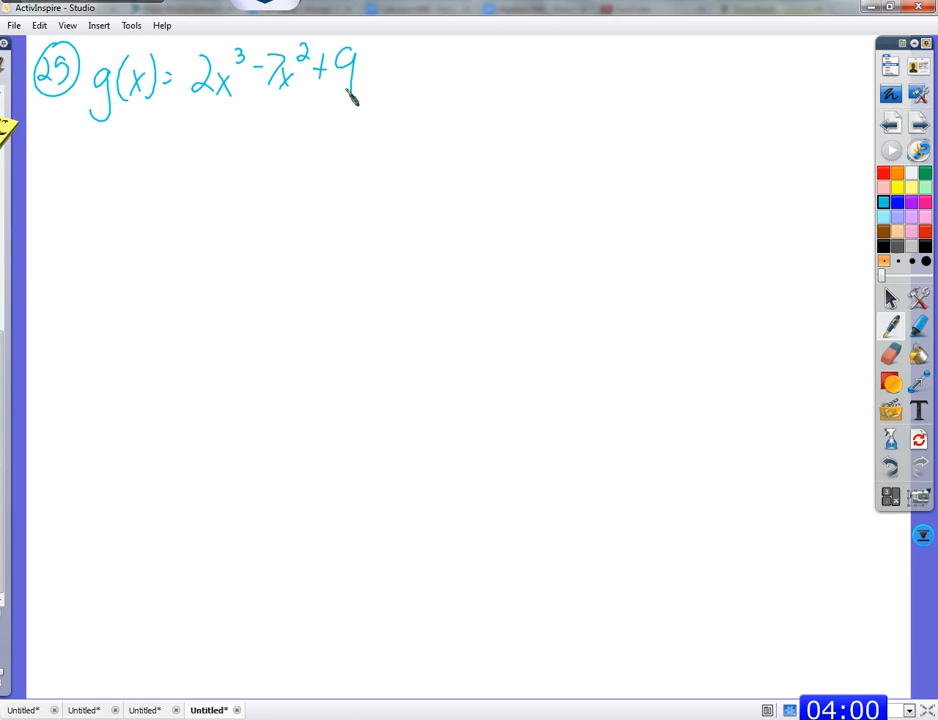 ActivInspire - Studio
File Edit View Insert Tools Help
25 g(x) = 2x³ - 7x² + 9
Untitled* Untitled* Untitled* Untitled*
04:00